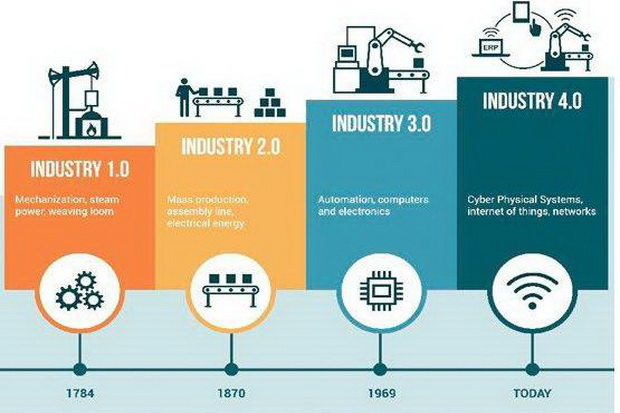 ERP
INDUSTRY 1.0
Mechanization, steam
power, weaving loom
INDUSTRY 2.0
Mass production,
assembly line,
electrical energy
INDUSTRY 3.0
Automation, computers
and electronics
INDUSTRY 4.0
Cyber Physical Systems,
internet of things, networks
1784
1870
1969
TODAY